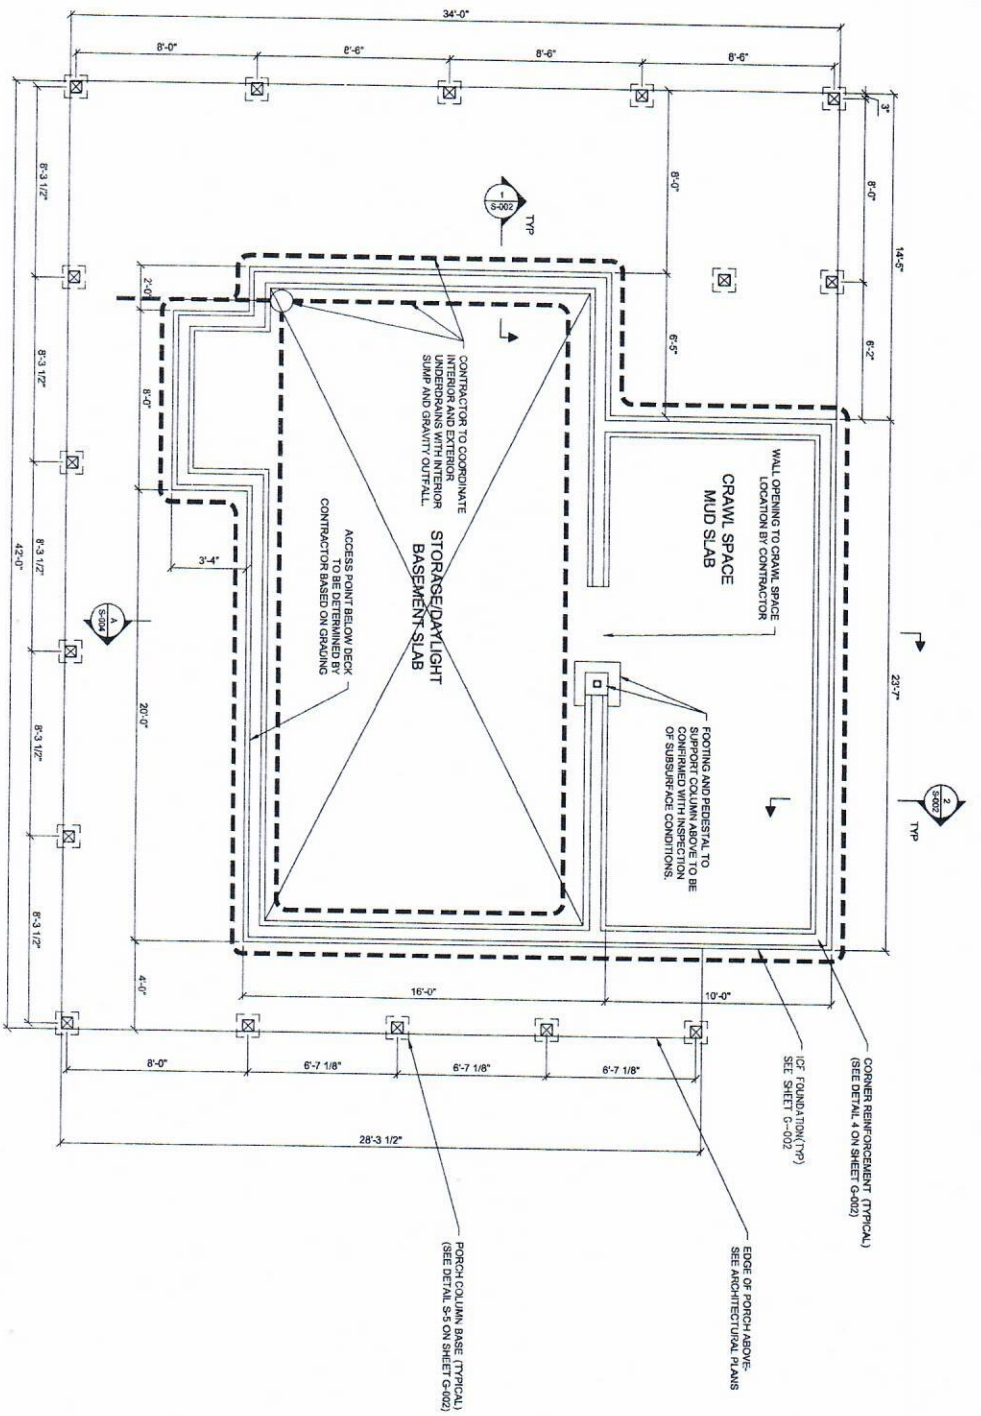 34'-0"
8'-0"
8'-6"
8'-6"
8'-6"
3"
8'-0"
14'-5"
6'-2"
8'-0"
6'-5"
8'-3 1/2"
8'-3 1/2"
8'-3 1/2"
8'-3 1/2"
8'-3 1/2"
42'-0"
1
S-002
TYP
2'-0"
8'-0"
3'-4"
20'-0"
4'-0"
CONTRACTOR TO COORDINATE
INTERIOR AND EXTERIOR
UNDERDRAINS WITH INTERIOR
SUMP AND GRAVITY OUTFALL.
WALL OPENING TO CRAWL SPACE
LOCATION BY CONTRACTOR
CRAWL SPACE
MUD SLAB
STORAGE/DAYLIGHT
BASEMENT SLAB
ACCESS POINT BELOW DECK
TO BE DETERMINED BY
CONTRACTOR BASED ON GRADING
A
S-004
FOOTING AND PEDESTAL TO
SUPPORT COLUMN ABOVE TO BE
CONFIRMED WITH INSPECTION
OF SUBSURFACE CONDITIONS.
23'-7"
2
S-002
TYP
16'-0"
10'-0"
8'-0"
6'-7 1/8"
6'-7 1/8"
6'-7 1/8"
28'-3 1/2"
CORNER REINFORCEMENT (TYPICAL)
(SEE DETAIL 4 ON SHEET G-002)
ICF FOUNDATION(TYP)
SEE SHEET G-002
EDGE OF PORCH ABOVE-
SEE ARCHITECTURAL PLANS
PORCH COLUMN BASE (TYPICAL)
(SEE DETAIL S-5 ON SHEET G-002)